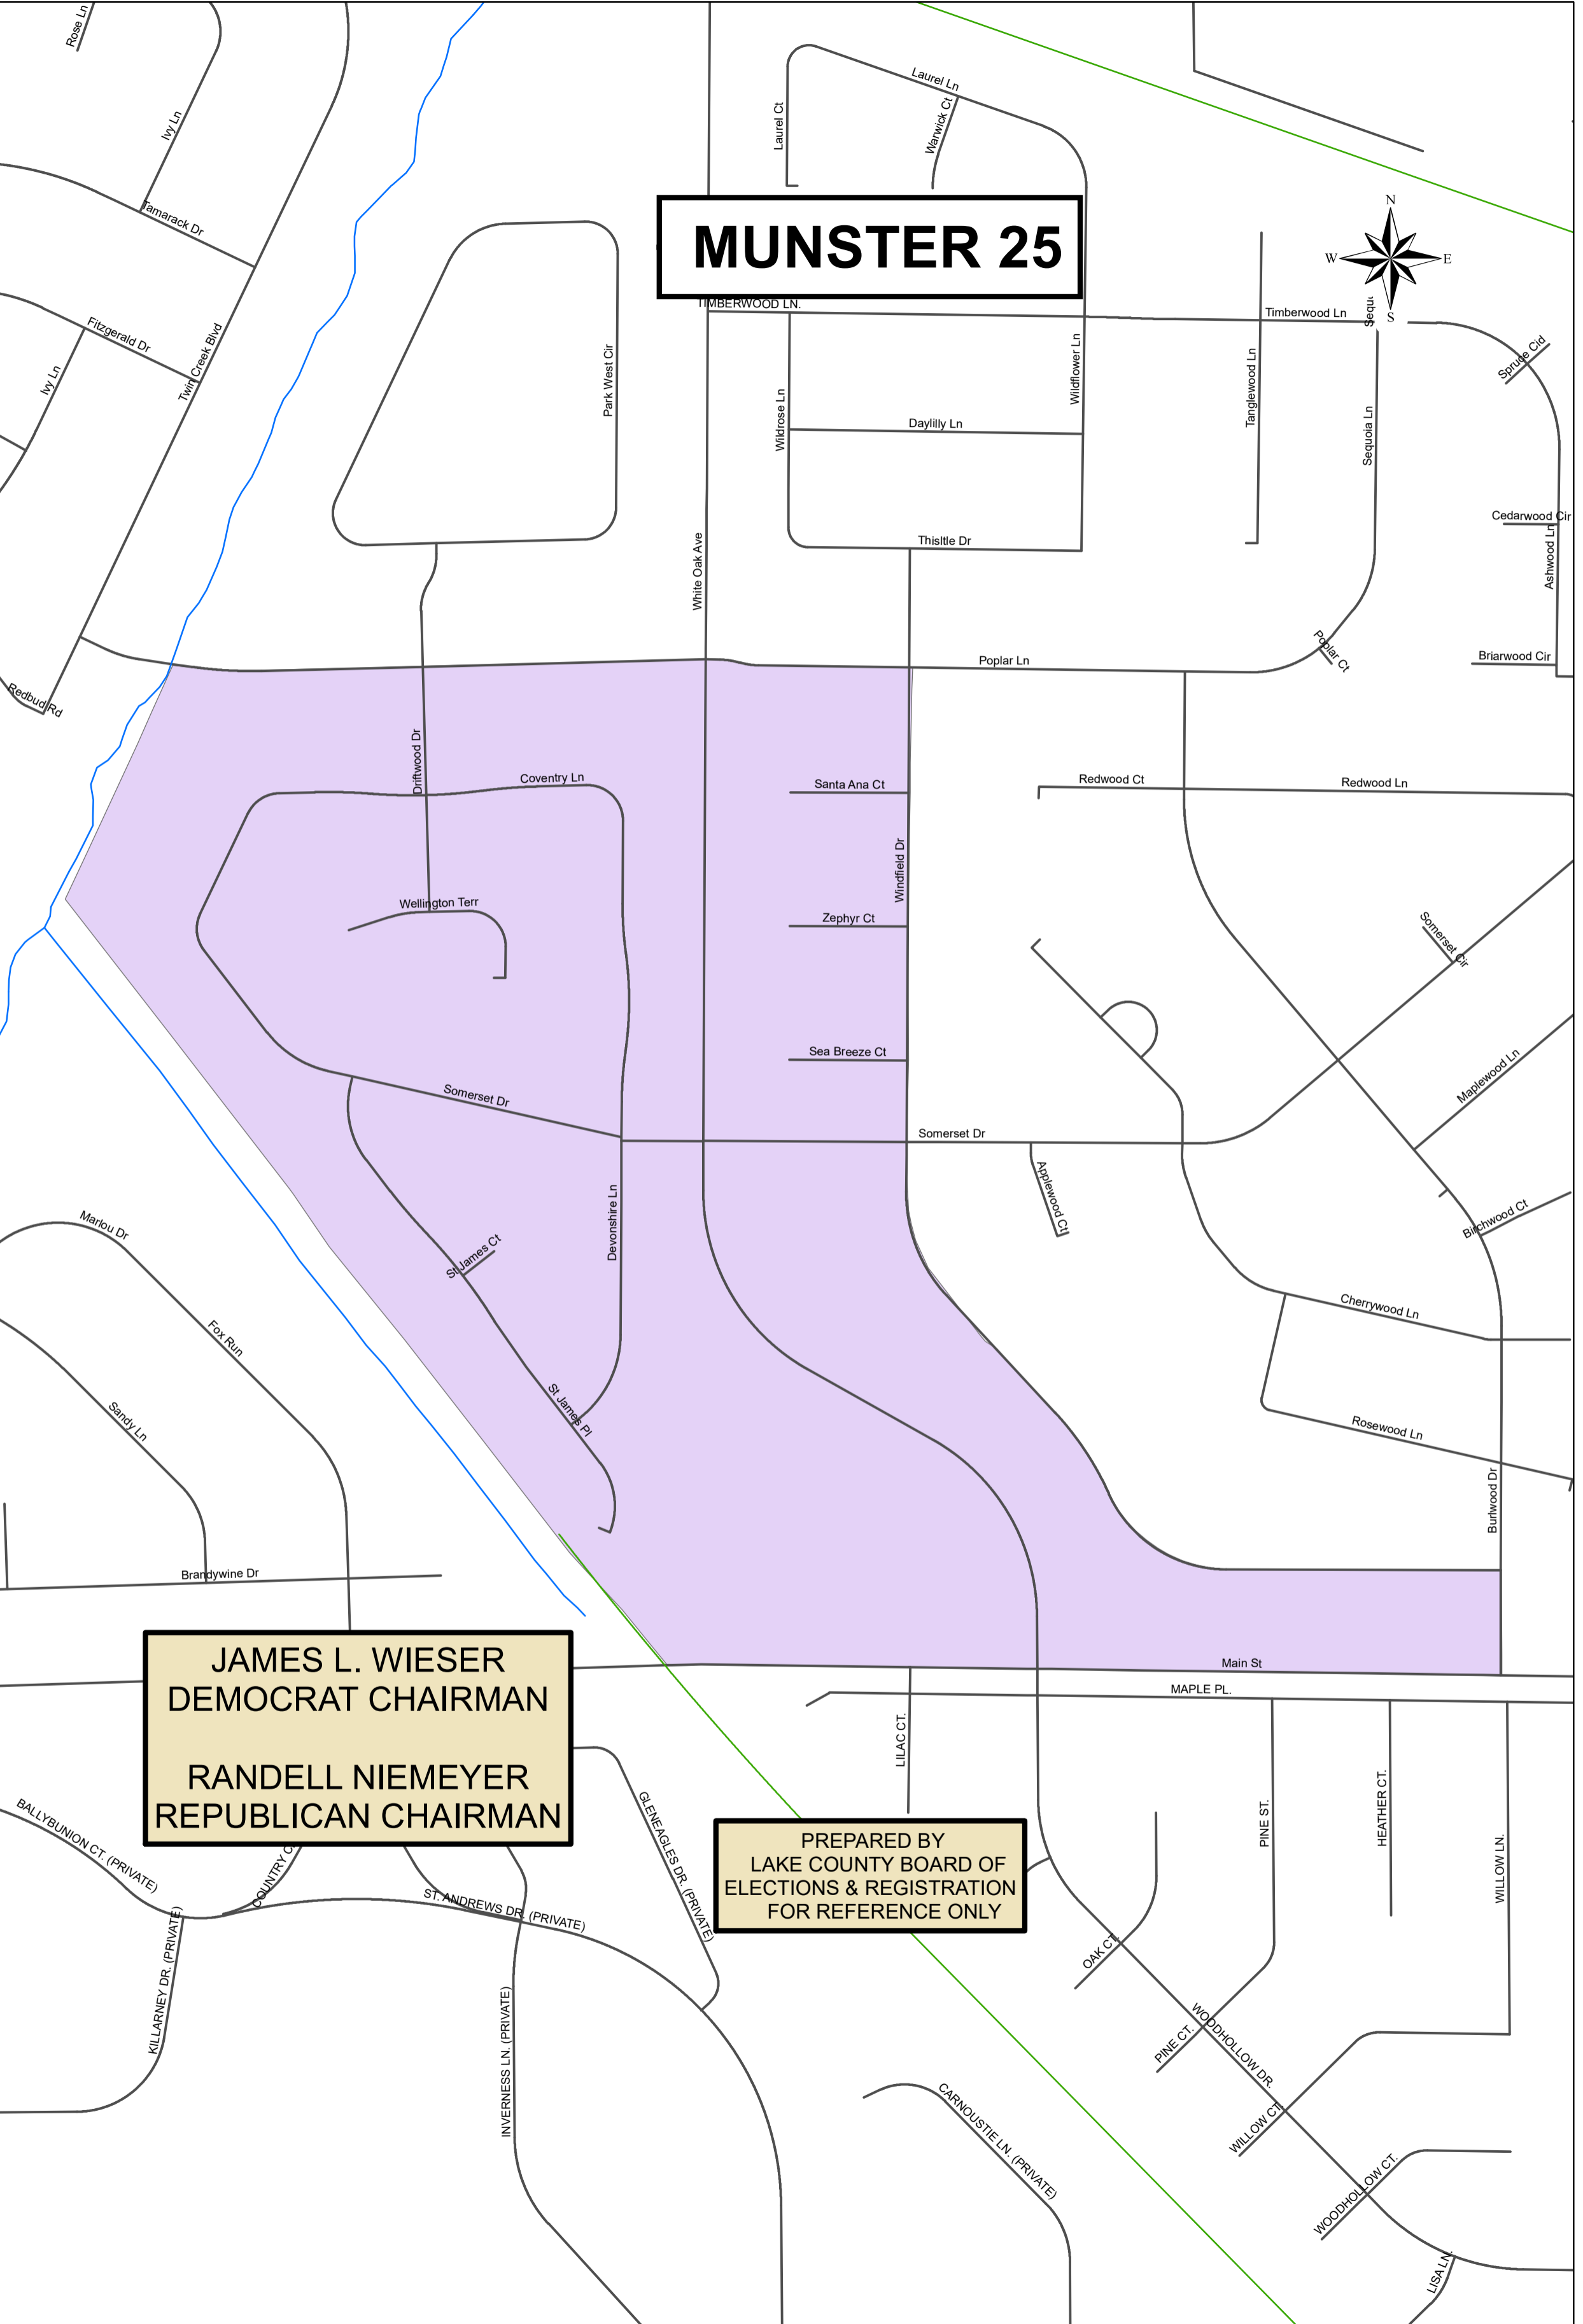 Rose Ln
Ivy Ln
Tamarack Dr
Fitzgerald Dr
Ivy Ln
Twin Creek Blvd
Redbud Rd
Laurel Ln
Laurel Ct
Warwick Ct
MUNSTER 25
N
W
E
S
TIMBERWOOD LN.
Timberwood Ln
Sequ
Spruce Cid
Park West Cir
Wildrose Ln
Wildflower Ln
Tanglewood Ln
Sequoia Ln
Daylilly Ln
Cedarwood Cir
Ashwood Ln
Thisltle Dr
White Oak Ave
Poplar Ln
Poplar Ct
Briarwood Cir
Driftwood Dr
Coventry Ln
Santa Ana Ct
Redwood Ct
Redwood Ln
Windfield Dr
Wellington Terr
Zephyr Ct
Somerset Cir
Sea Breeze Ct
Maplewood Ln
Somerset Dr
Somerset Dr
Applewood Ct
Birchwood Ct
Devonshire Ln
St James Ct
Marlou Dr
Fox Run
Cherrywood Ln
Sandy Ln
St James Pl
Rosewood Ln
Burlwood Dr
Brandywine Dr
JAMES L. WIESER
DEMOCRAT CHAIRMAN
RANDELL NIEMEYER
REPUBLICAN CHAIRMAN
Main St
MAPLE PL.
LILAC CT.
PINE ST.
HEATHER CT.
WILLOW LN.
GLENEAGLES DR. (PRIVATE)
BALLYBUNION CT. (PRIVATE)
COUNTRY C
ST. ANDREWS DR. (PRIVATE)
KILLARNEY DR. (PRIVATE)
INVERNESS LN. (PRIVATE)
PREPARED BY
LAKE COUNTY BOARD OF
ELECTIONS & REGISTRATION
FOR REFERENCE ONLY
OAK CT.
PINE CT.
WOODHOLLOW DR.
WILLOW CT.
CARNOUSTIE LN. (PRIVATE)
WOODHOLLOW CT.
LISA LN.